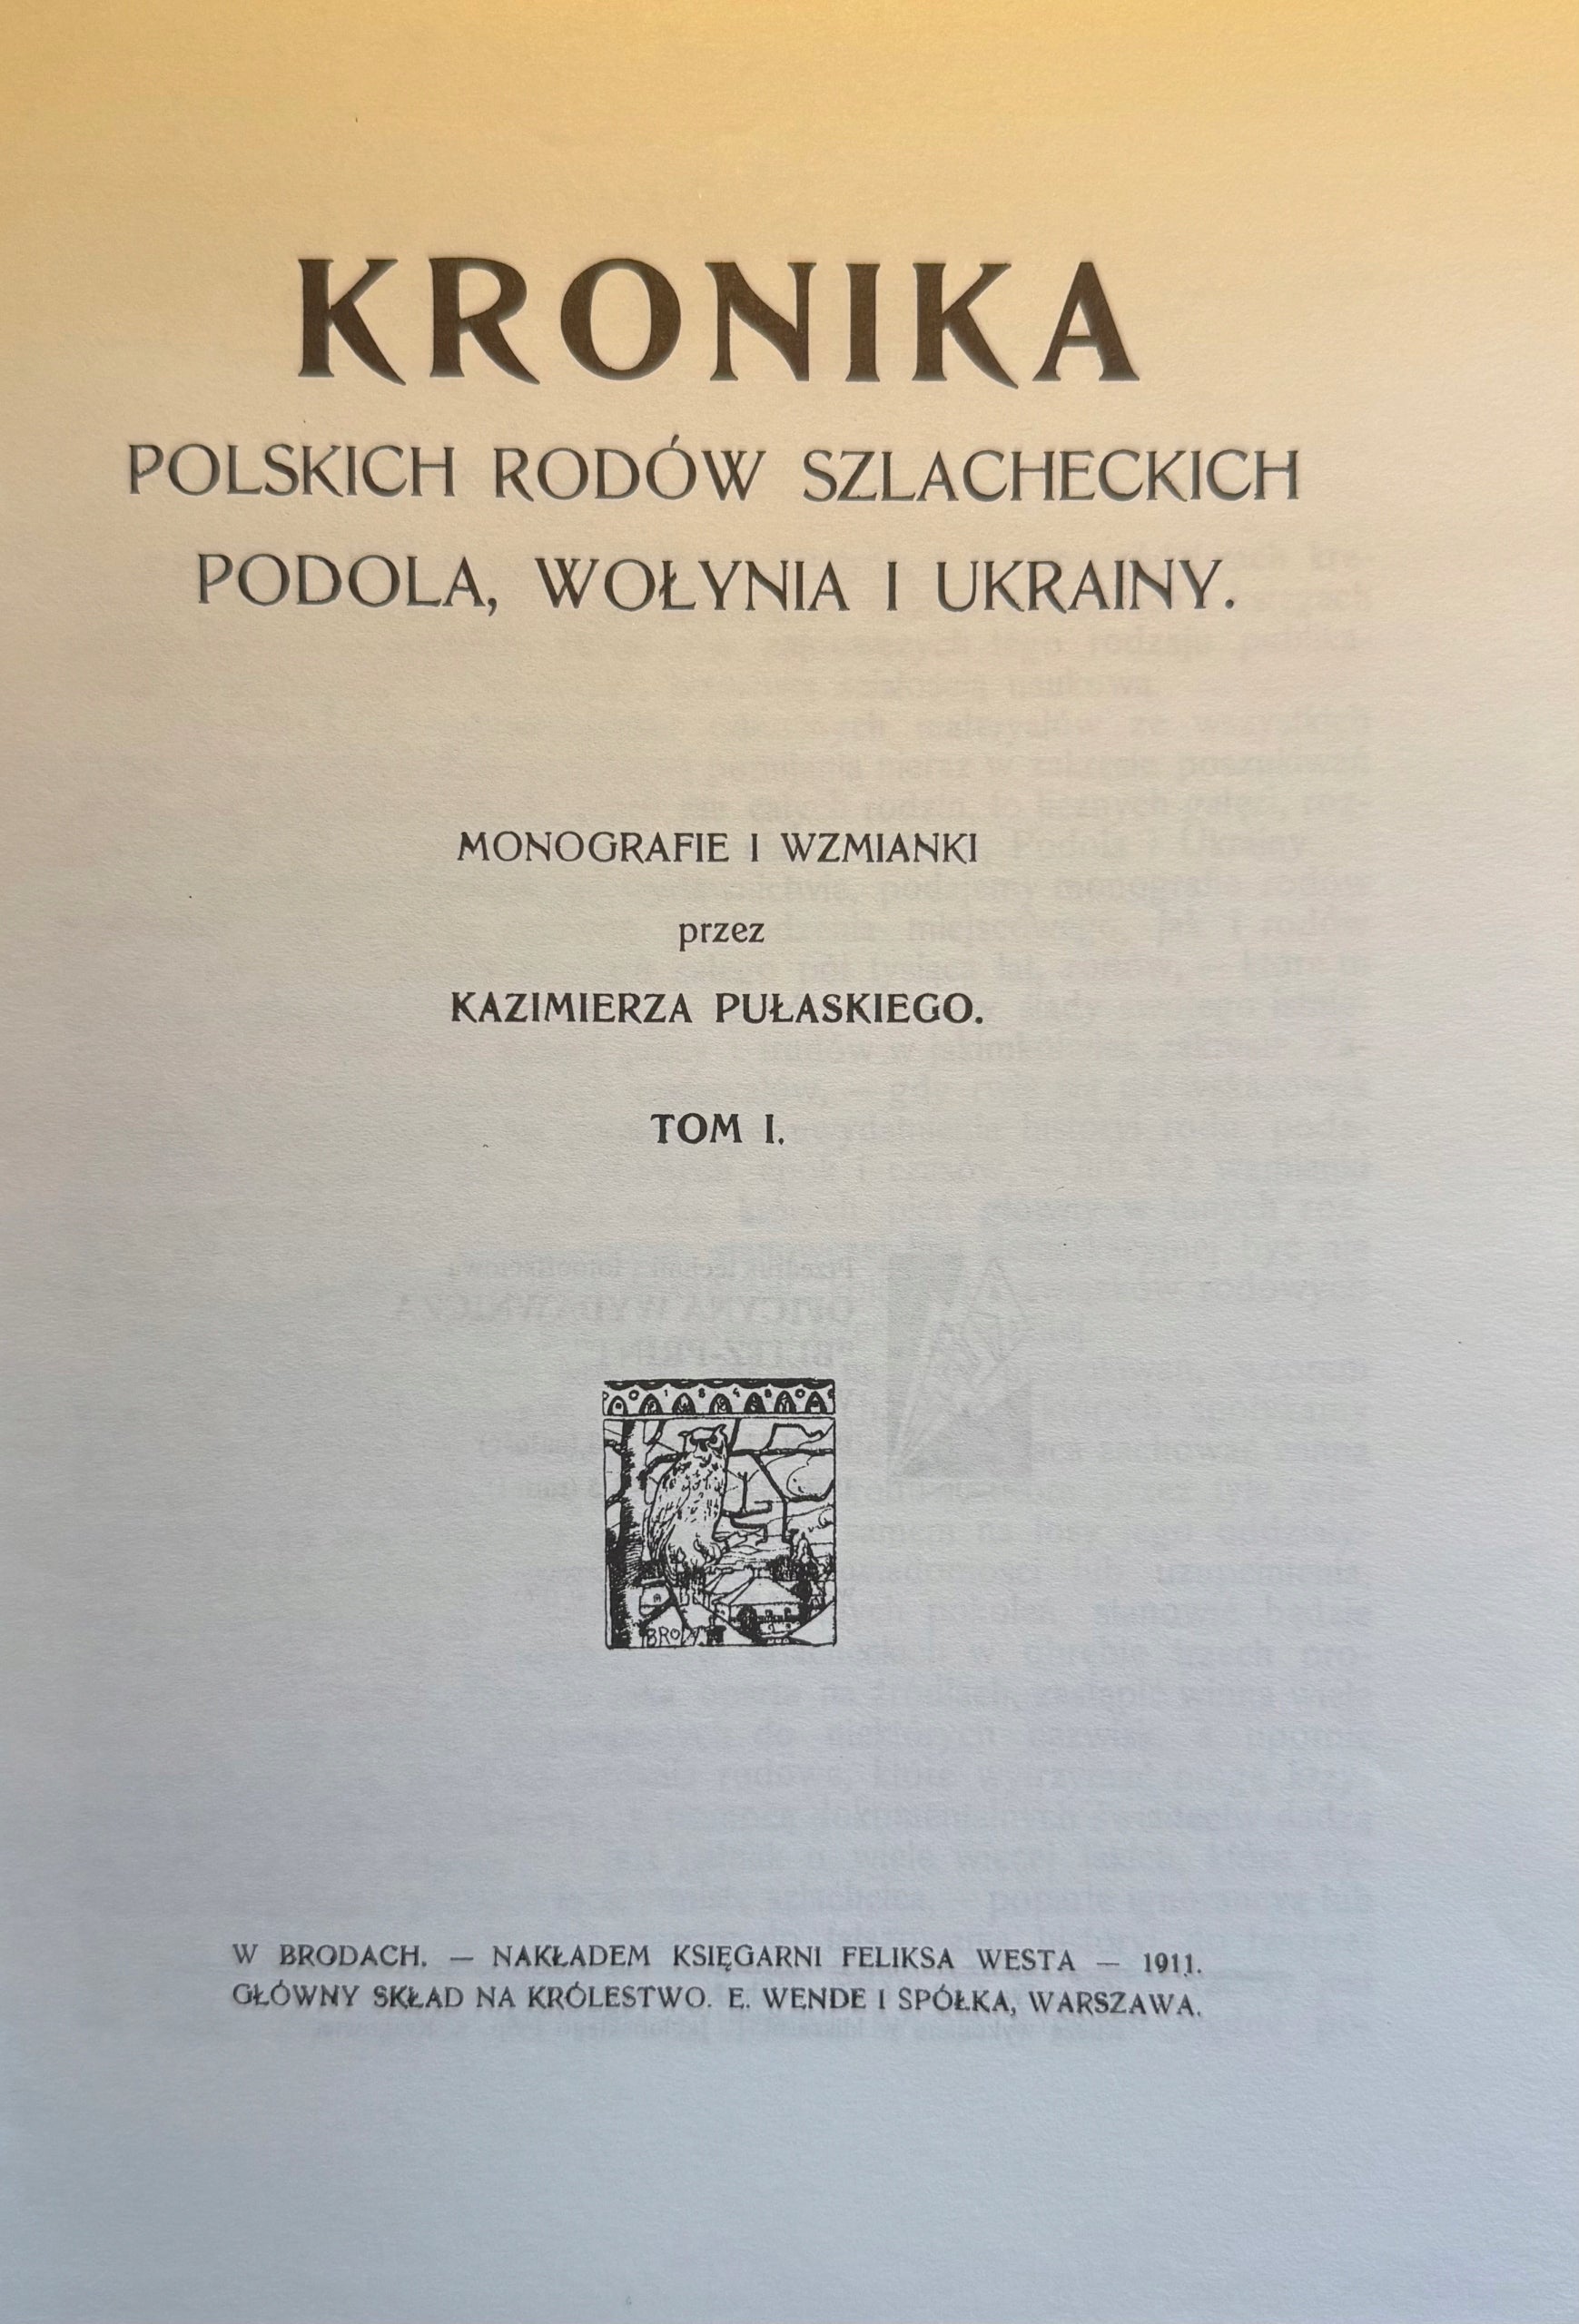 KRONIKA
POLSKICH RODÓW SZLACHECKICH
PODOLA, WOŁYNIA I UKRAINY.
MONOGRAFIE I WZMIANKI
przez
KAZIMIERZA PUŁASKIEGO.
TOM I.
BRODY
W BRODACH. — NAKŁADEM KSIĘGARNI FELIKSA WESTA — 1911.
GŁÓWNY SKŁAD NA KRÓLESTWO. E. WENDE I SPÓŁKA, WARSZAWA.